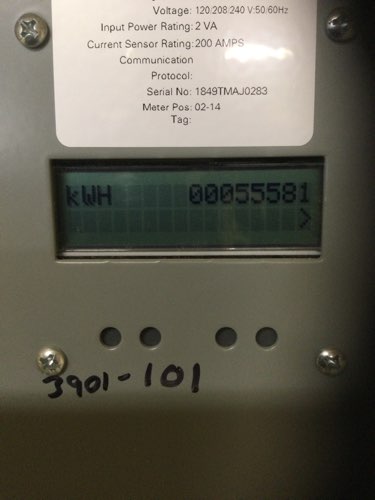 Voltage: 120/208/240 V:50/60Hz
Input Power Rating: 2 VA
Current Sensor Rating: 200 AMPS
Communication
Protocol:
Serial No: 1849TMAJ0283
Meter Pos: 02-14
Tag:
kWH 00055581
>
3901-101